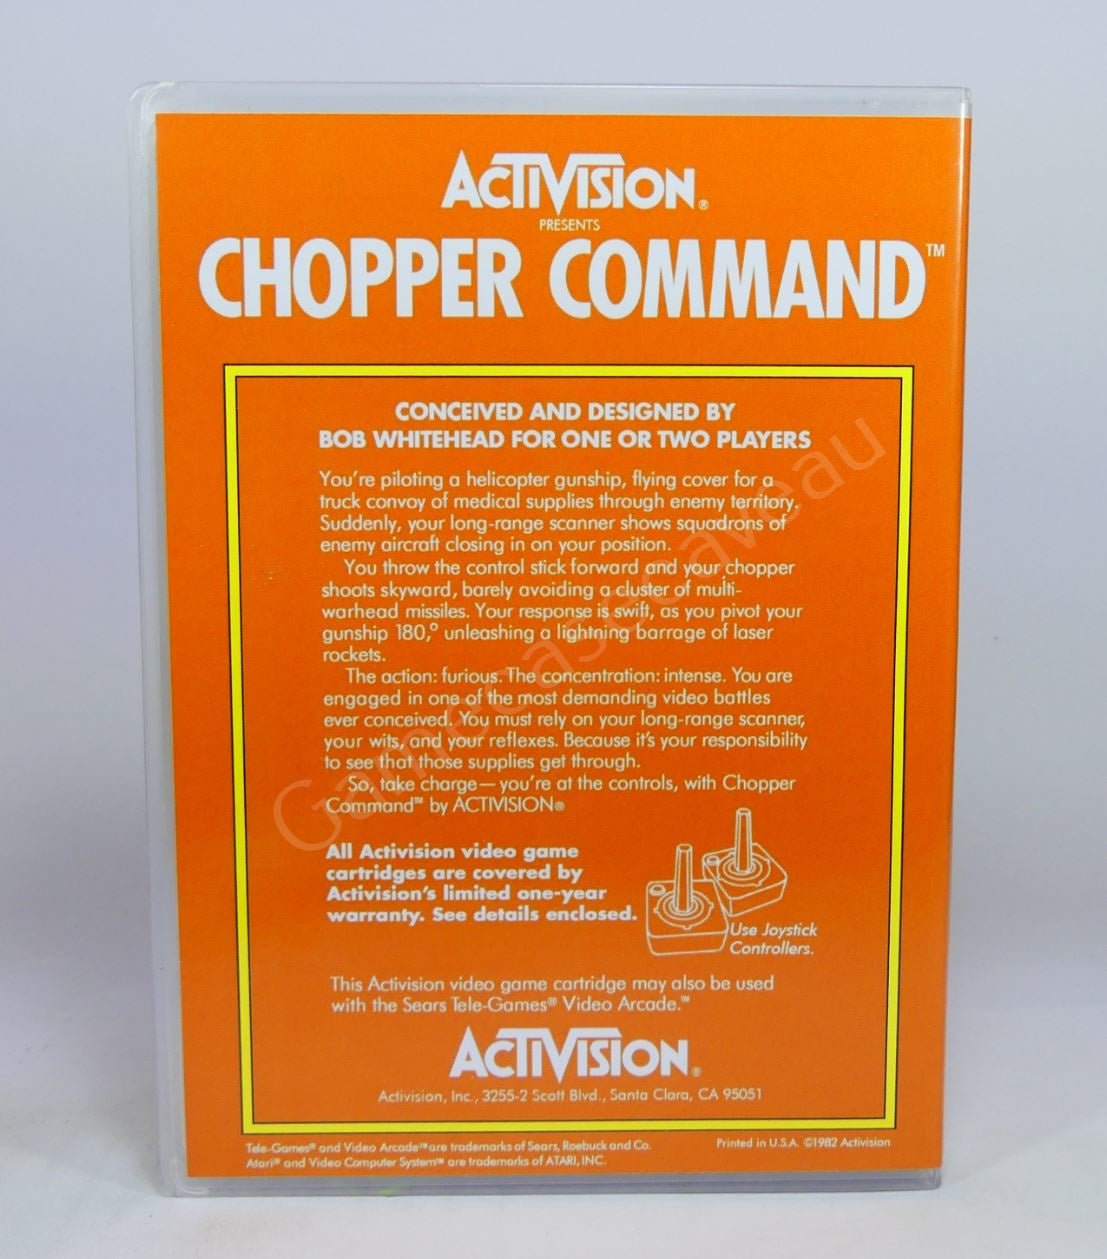 ACTIVISION®
PRESENTS
CHOPPER COMMAND™
CONCEIVED AND DESIGNED BY
BOB WHITEHEAD FOR ONE OR TWO PLAYERS
You're piloting a helicopter gunship, flying cover for a
truck convoy of medical supplies through enemy territory.
Suddenly, your long-range scanner shows squadrons of
enemy aircraft closing in on your position.
You throw the control stick forward and your chopper
shoots skyward, barely avoiding a cluster of multi-
warhead missiles. Your response is swift, as you pivot your
gunship 180,° unleashing a lightning barrage of laser
rockets.
The action: furious. The concentration: intense. You are
engaged in one of the most demanding video battles
ever conceived. You must rely on your long-range scanner,
your wits, and your reflexes. Because it's your responsibility
to see that those supplies get through.
So, take charge—you're at the controls, with Chopper
Command™ by ACTIVISION®
All Activision video game
cartridges are covered by
Activision's limited one-year
warranty. See details enclosed.
Use Joystick
Controllers.
This Activision video game cartridge may also be used
with the Sears Tele-Games® Video Arcade.™
ACTIVISION®
Activision, Inc., 3255-2 Scott Blvd., Santa Clara, CA 95051
Tele-Games® and Video Arcade™ are trademarks of Sears, Roebuck and Co.
Atari® and Video Computer System™ are trademarks of ATARI, INC.
Printed in U.S.A. ©1982 Activision
Gamecasecaveau